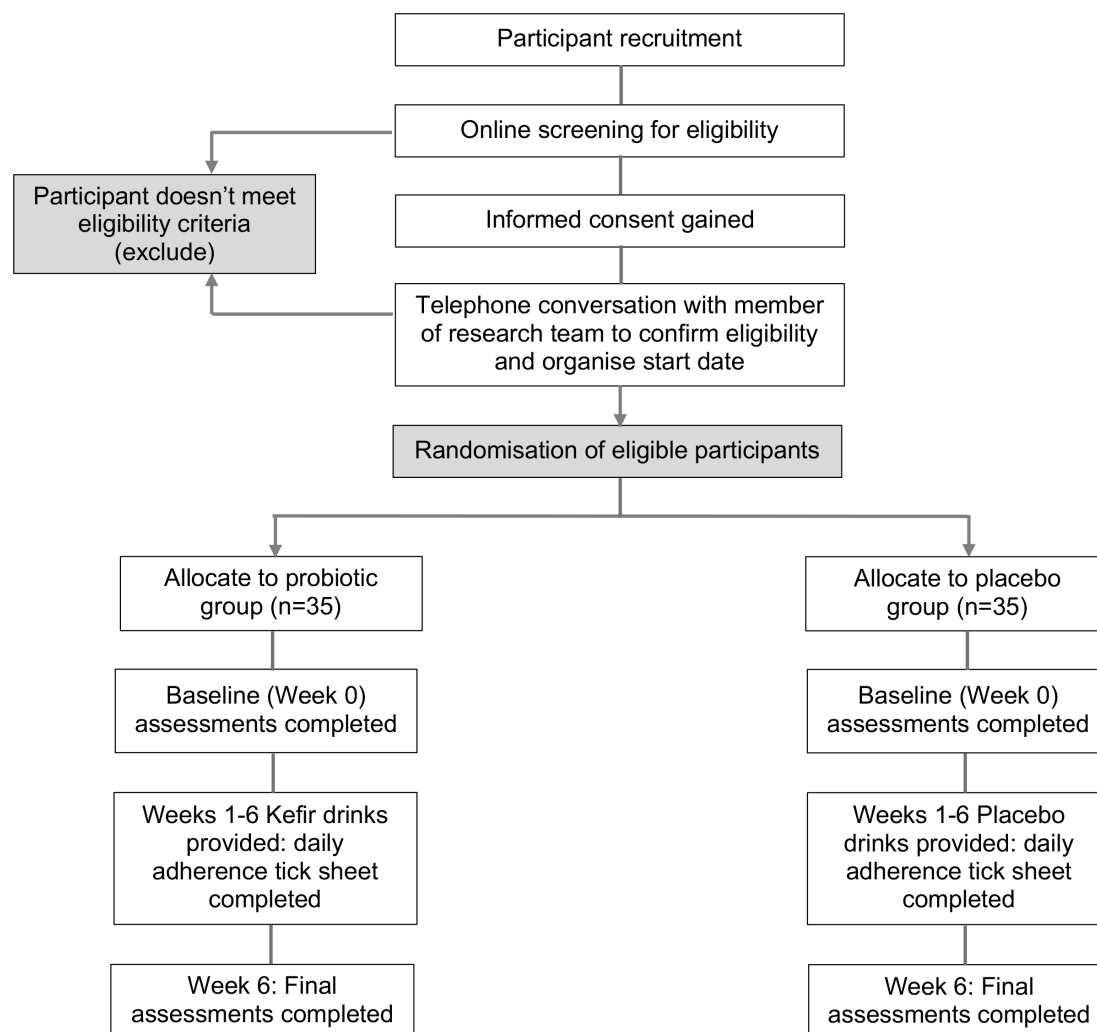 Participant recruitment
Online screening for eligibility
Participant doesn’t meet
eligibility criteria
(exclude)
Informed consent gained
Telephone conversation with member
of research team to confirm eligibility
and organise start date
Randomisation of eligible participants
Allocate to probiotic
group (n=35)
Allocate to placebo
group (n=35)
Baseline (Week 0)
assessments completed
Baseline (Week 0)
assessments completed
Weeks 1-6 Kefir drinks
provided: daily
adherence tick sheet
completed
Weeks 1-6 Placebo
drinks provided: daily
adherence tick sheet
completed
Week 6: Final
assessments completed
Week 6: Final
assessments completed